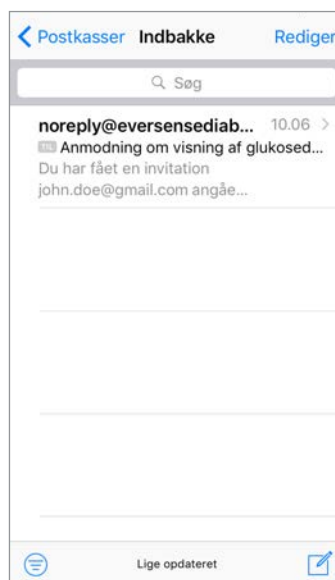 Postkasser Indbakke Rediger
Søg
noreply@eversensediab... 10.06
TIL Anmodning om visning af glukosed...
Du har fået en invitation
john.doe@gmail.com angåe...
Lige opdateret